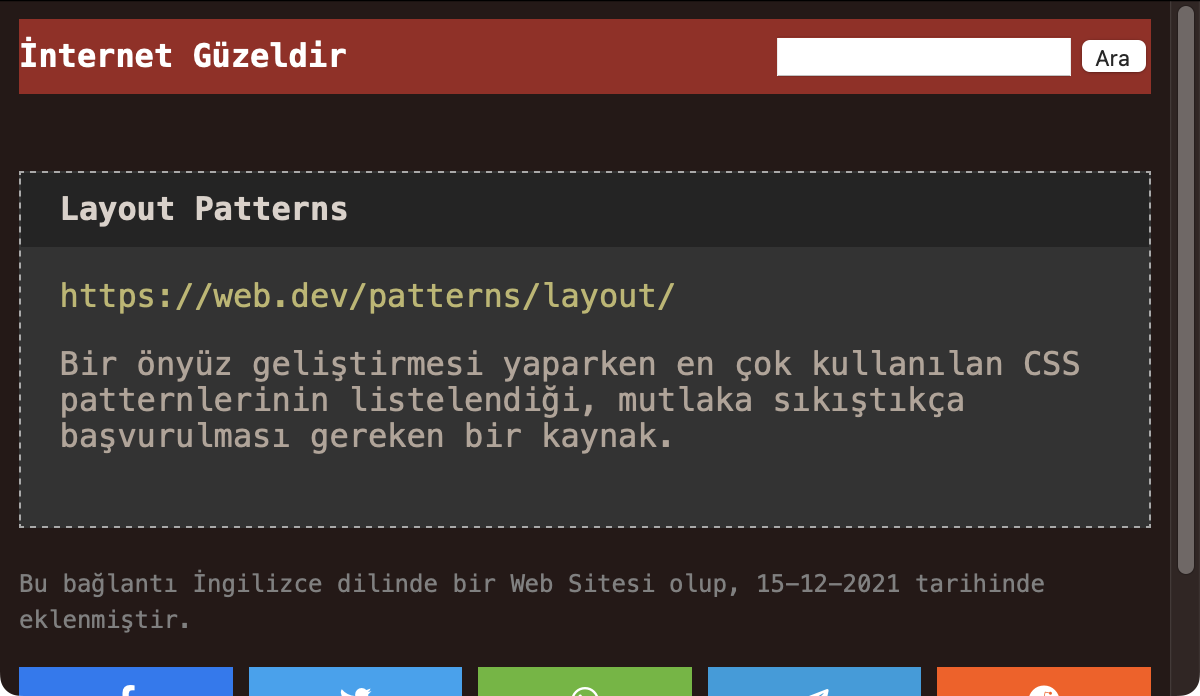 İnternet Güzeldir
Ara
Layout Patterns
https://web.dev/patterns/layout/
Bir önyüz geliştirmesi yaparken en çok kullanılan CSS
patternlerinin listelendiği, mutlaka sıkıştıkça
başvurulması gereken bir kaynak.
Bu bağlantı İngilizce dilinde bir Web Sitesi olup, 15-12-2021 tarihinde
eklenmiştir.